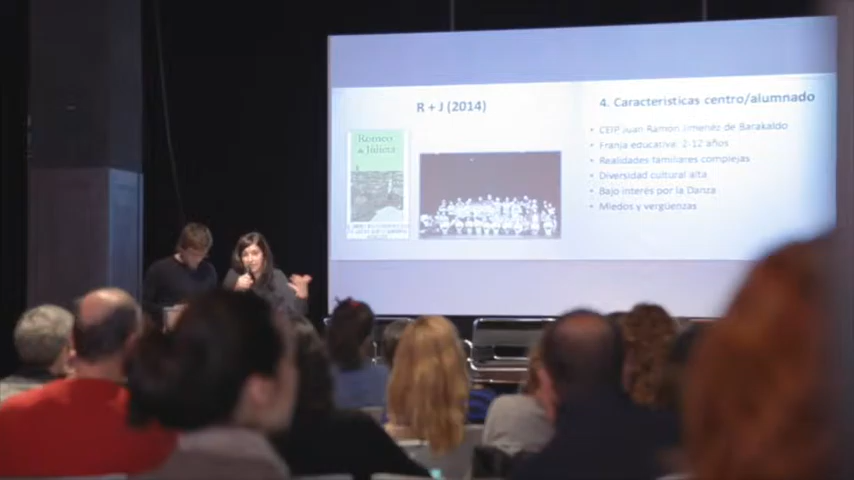 R + J (2014)
Romeo
& Julieta
4. Características centro/alumnado
• CEIP Juan Ramón Jiménez de Barakaldo
• Franja educativa: 2-12 años
• Realidades familiares complejas
• Diversidad cultural alta
• Bajo interés por la Danza
• Miedos y vergüenzas